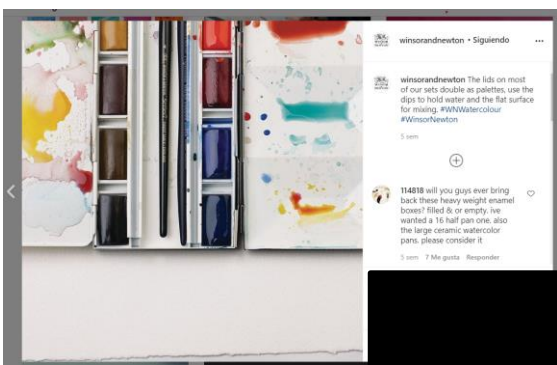 winsorandnewton • Siguiendo
winsorandnewton The lids on most
of our sets double as palettes, use the
dips to hold water and the flat surface
for mixing. #WNWatercolour
#WinsorNewton
5 sem
114818 will you guys ever bring
back these heavy weight enamel
boxes? filled & or empty. ive
wanted a 16 half pan one. also
the large ceramic watercolor
pans. please consider it
5 sem 7 Me gusta Responder